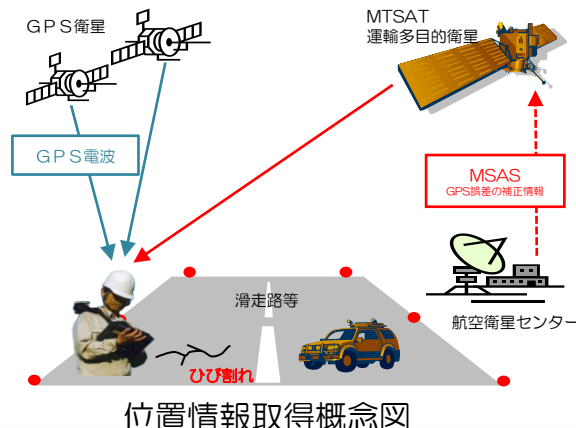 GPS衛星
MTSAT
運輸多目的衛星
GPS電波
MSAS
GPS誤差の補正情報
滑走路等
航空衛星センター
ひび割れ
位置情報取得概念図